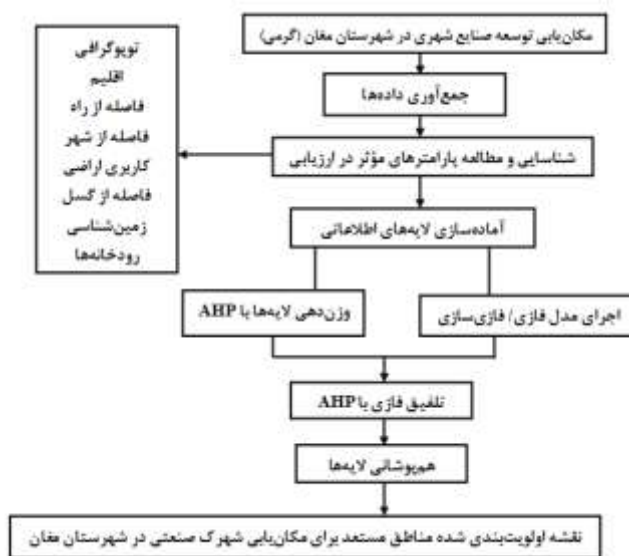 مکان‌یابی توسعه صنایع شهری در شهرستان مغان (گرمی)
جمع‌آوری داده‌ها
شناسایی و مطالعه پارامترهای مؤثر در ارزیابی
توپوگرافی
اقلیم
فاصله از راه
فاصله از شهر
کاربری اراضی
فاصله از گسل
زمین‌شناسی
رودخانه‌ها
آماده‌سازی لایه‌های اطلاعاتی
اجرای مدل فازی/ فازی‌سازی
وزن‌دهی لایه‌ها با AHP
تلفیق فازی با AHP
هم‌پوشانی لایه‌ها
نقشه اولویت‌بندی شده مناطق مستعد برای مکان‌یابی شهرک صنعتی در شهرستان مغان